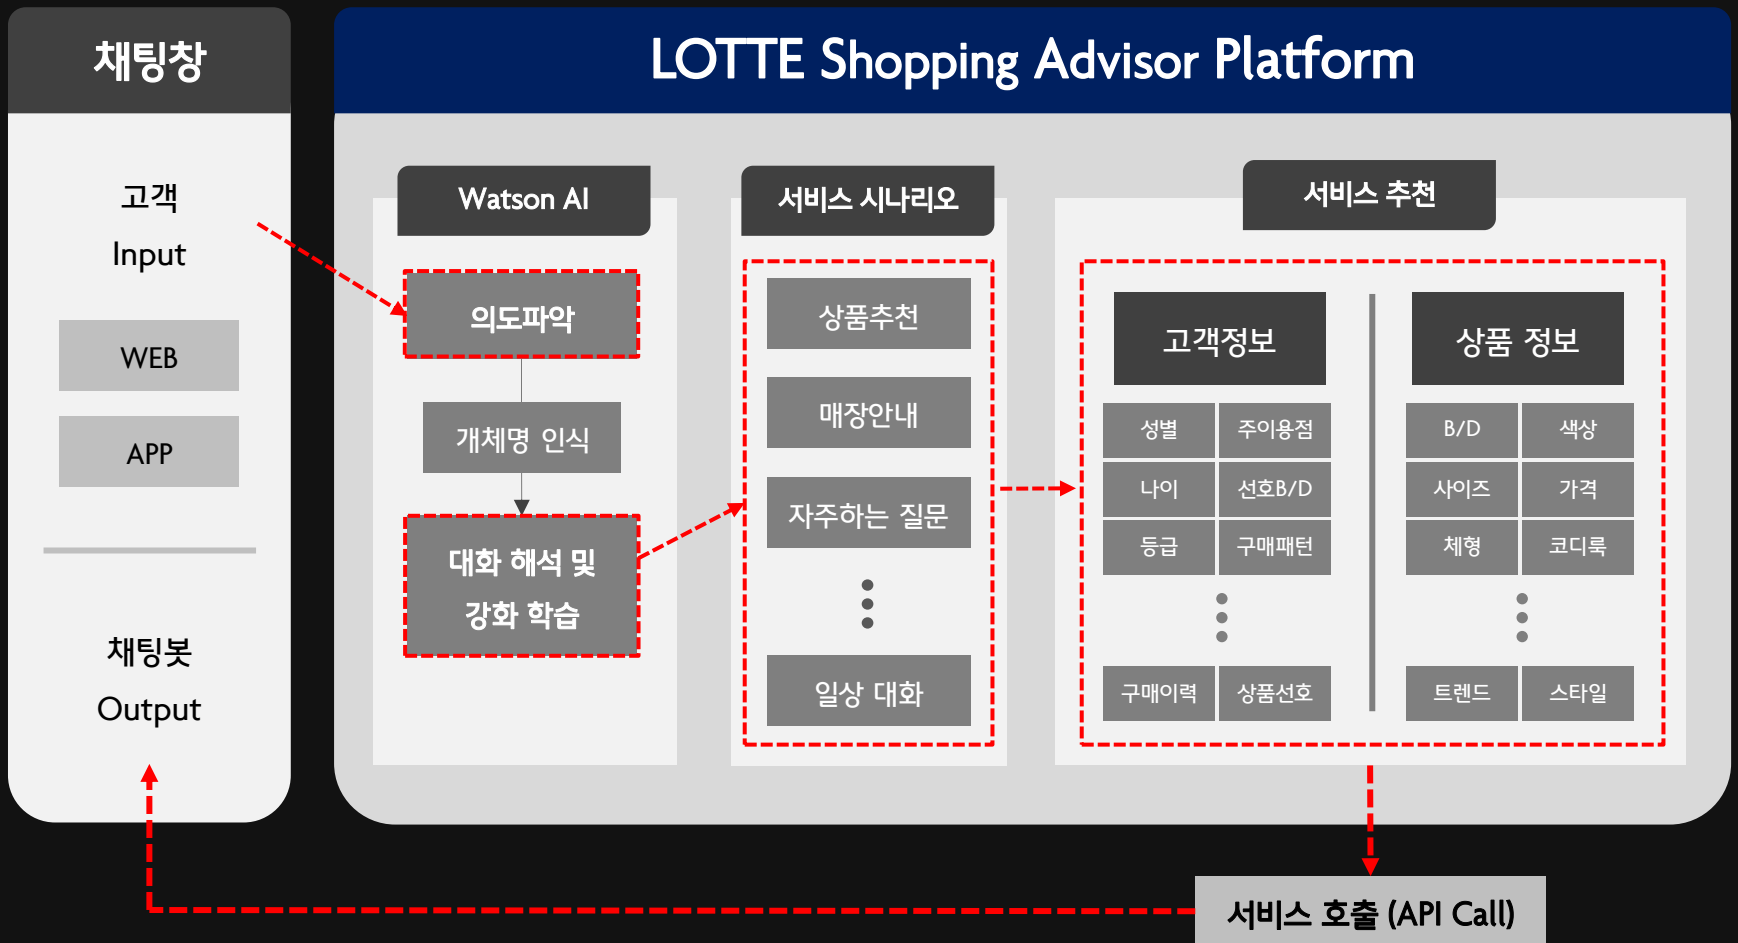 채팅창
고객
Input
WEB
APP
채팅봇
Output
LOTTE Shopping Advisor Platform
Watson AI
의도파악
개체명 인식
대화 해석 및
강화 학습
서비스 시나리오
상품추천
매장안내
자주하는 질문
일상 대화
서비스 추천
고객정보
성별 주이용점
나이 선호B/D
등급 구매패턴
구매이력 상품선호
상품 정보
B/D 색상
사이즈 가격
체형 코디룩
트렌드 스타일
서비스 호출 (API Call)